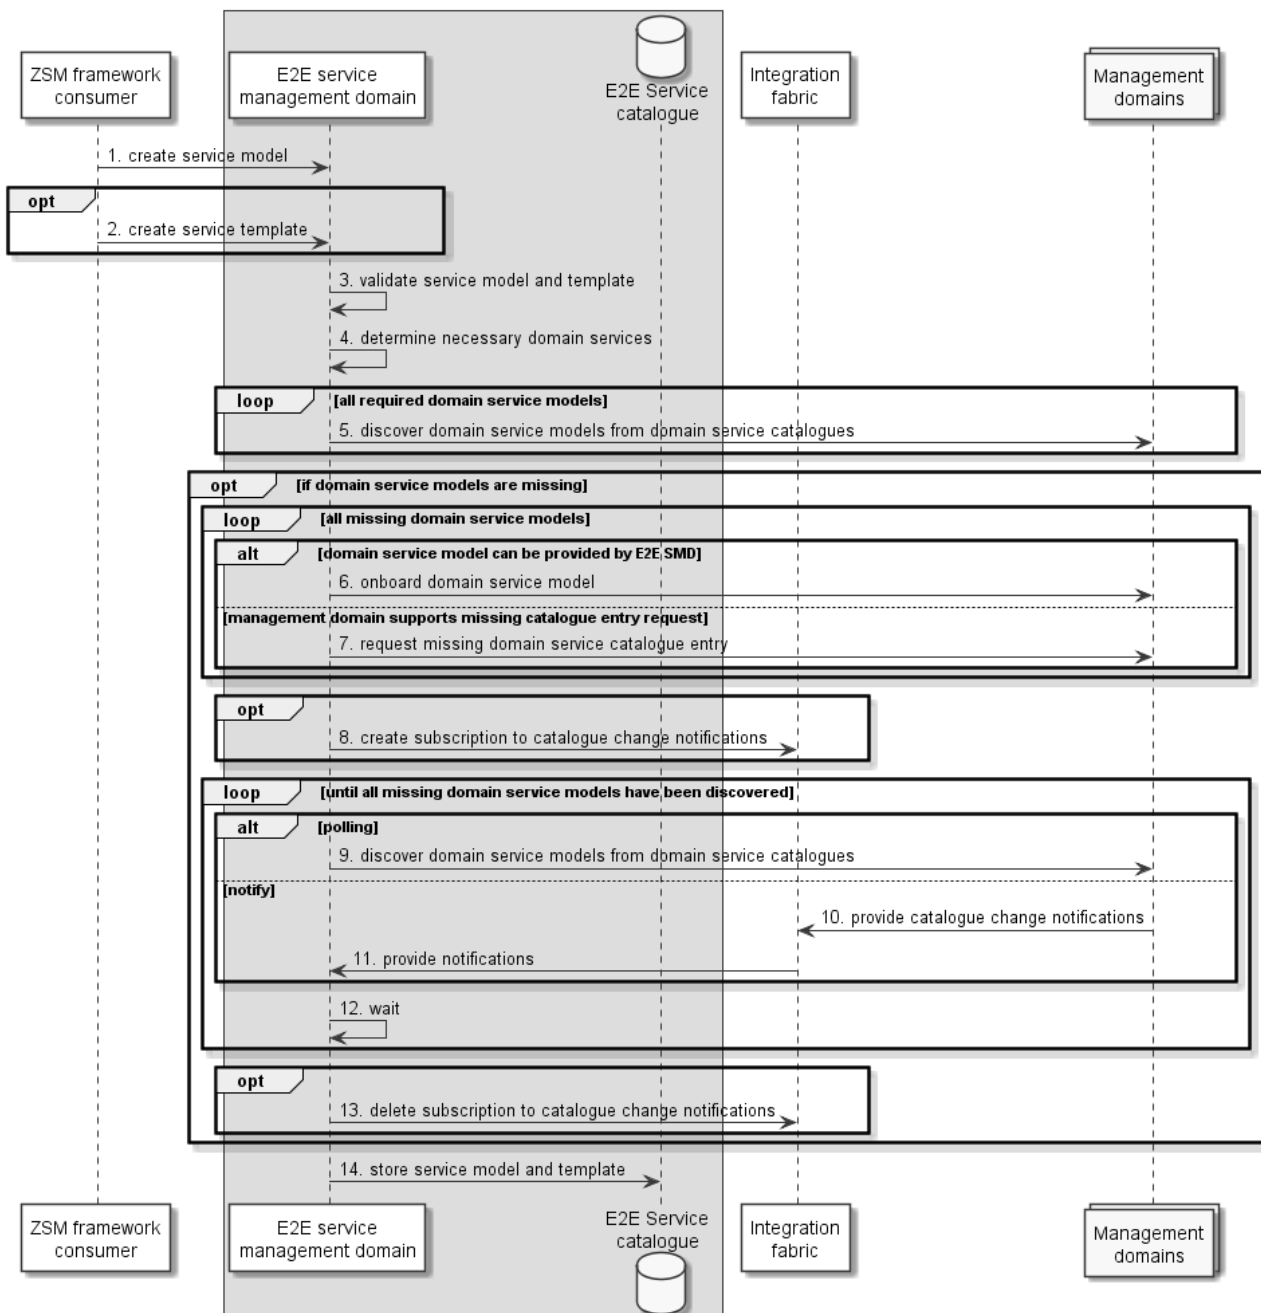 ZSM framework
consumer
E2E service
management domain
E2E Service
catalogue
Integration
fabric
Management
domains
1. create service model
opt
2. create service template
3. validate service model and template
4. determine necessary domain services
loop [all required domain service models]
5. discover domain service models from domain service catalogues
opt [if domain service models are missing]
loop [all missing domain service models]
alt [domain service model can be provided by E2E SMD]
6. onboard domain service model
[management domain supports missing catalogue entry request]
7. request missing domain service catalogue entry
opt
8. create subscription to catalogue change notifications
loop [until all missing domain service models have been discovered]
alt [polling]
9. discover domain service models from domain service catalogues
[notify]
10. provide catalogue change notifications
11. provide notifications
12. wait
opt
13. delete subscription to catalogue change notifications
14. store service model and template
ZSM framework
consumer
E2E service
management domain
E2E Service
catalogue
Integration
fabric
Management
domains